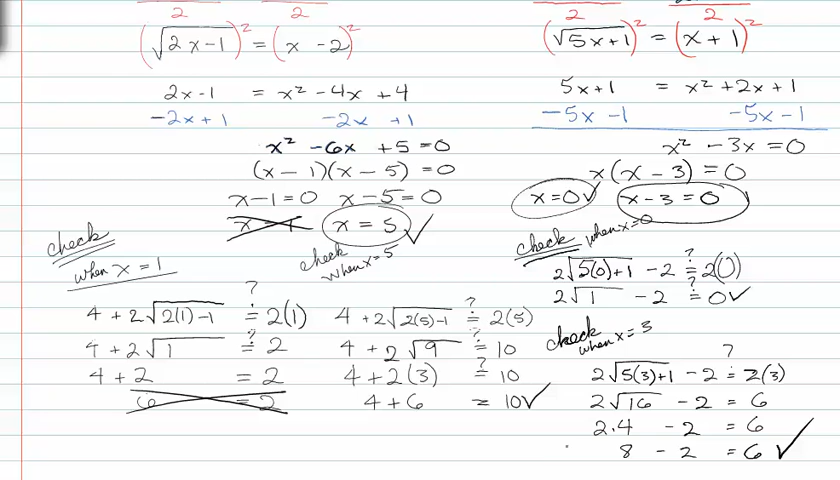 2 2
(√(2x-1))² = (x - 2)²
2x-1 = x² -4x +4
-2x+1 -2x +1
x² -6x +5=0
(x-1)(x-5) =0
x-1=0 x-5=0
x=1 x=5 ✓
check
when x=1
4+2√(2(1)-1) ≟ 2(1)
4+2√1 ≟ 2
4+2 = 2
6 = 2
check
when x=5
4+2√(2(5)-1) ≟ 2(5)
4+2√9 ≟ 10
4+2(3) ≟ 10
4+6 = 10✓
2 2
(√(5x+1))² = (x+1)²
5x+1 = x² +2x+1
-5x-1 -5x-1
x² -3x=0
x(x-3)=0
x=0✓ x-3=0
check when x=0
2√(5(0)+1) -2 ≟ 2(0)
2√1 -2 ≟ 0✓
check
when x=3
2√(5(3)+1) -2 ≟ 2(3)
2√16 -2 = 6
2·4 -2 = 6
8 -2 = 6 ✓